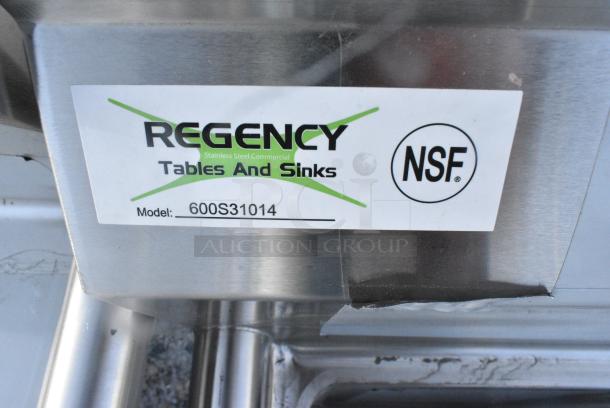 REGENCY
Stainless Steel Commercial
Tables And Sinks
Model: 600S31014
NSF®
PCI
AUCTION GROUP